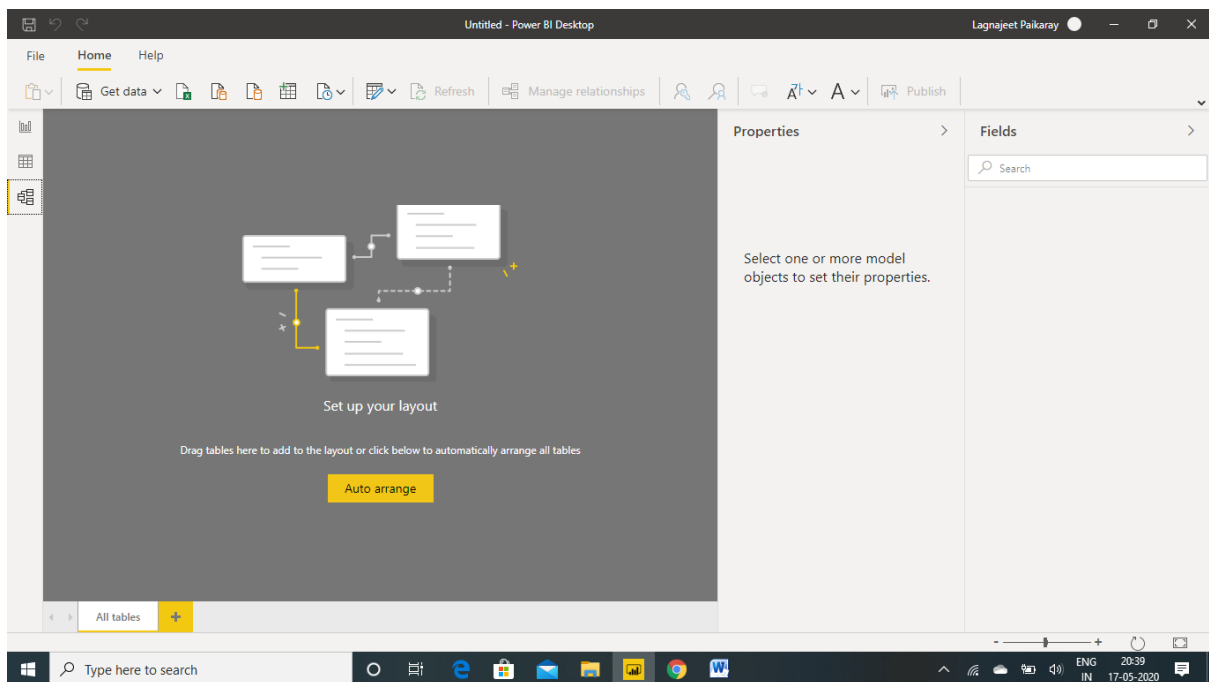 Untitled - Power BI Desktop
Lagnajeet Paikaray
File Home Help
Get data
Refresh
Manage relationships
Publish
Properties
Select one or more model
objects to set their properties.
Fields
Search
Set up your layout
Drag tables here to add to the layout or click below to automatically arrange all tables
Auto arrange
All tables
Type here to search
ENG
IN
20:39
17-05-2020